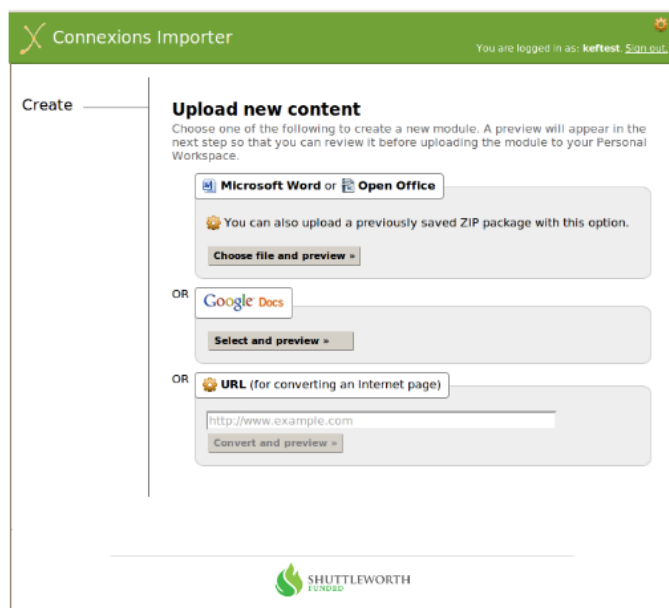 Connexions Importer
You are logged in as: keftest. Sign out.
Create
Upload new content
Choose one of the following to create a new module. A preview will appear in the
next step so that you can review it before uploading the module to your Personal
Workspace.
Microsoft Word or Open Office
You can also upload a previously saved ZIP package with this option.
Choose file and preview »
OR
Google Docs
Select and preview »
OR
URL (for converting an Internet page)
http://www.example.com
Convert and preview »
SHUTTLEWORTH
FUNDED